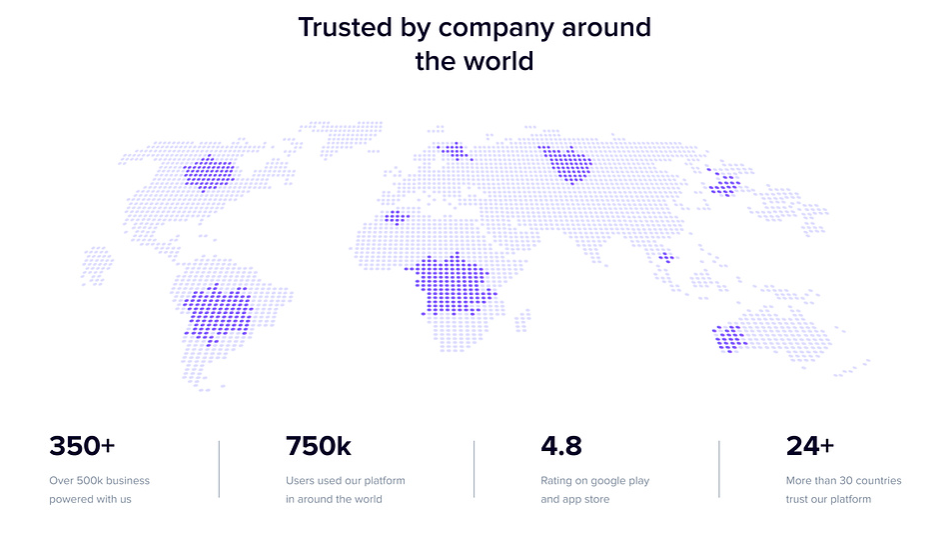 Trusted by company around
the world
350+
Over 500k business
powered with us
750k
Users used our platform
in around the world
4.8
Rating on google play
and app store
24+
More than 30 countries
trust our platform